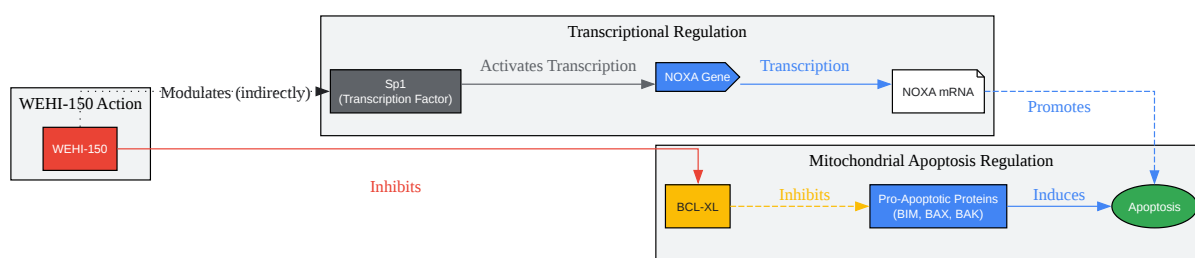 Transcriptional Regulation
Sp1
(Transcription Factor)
Activates Transcription
NOXA Gene
Transcription
NOXA mRNA
Modulates (indirectly)
WEHI-150 Action
WEHI-150
Promotes
Inhibits
Mitochondrial Apoptosis Regulation
BCL-XL
Inhibits
Pro-Apoptotic Proteins
(BIM, BAX, BAK)
Induces
Apoptosis